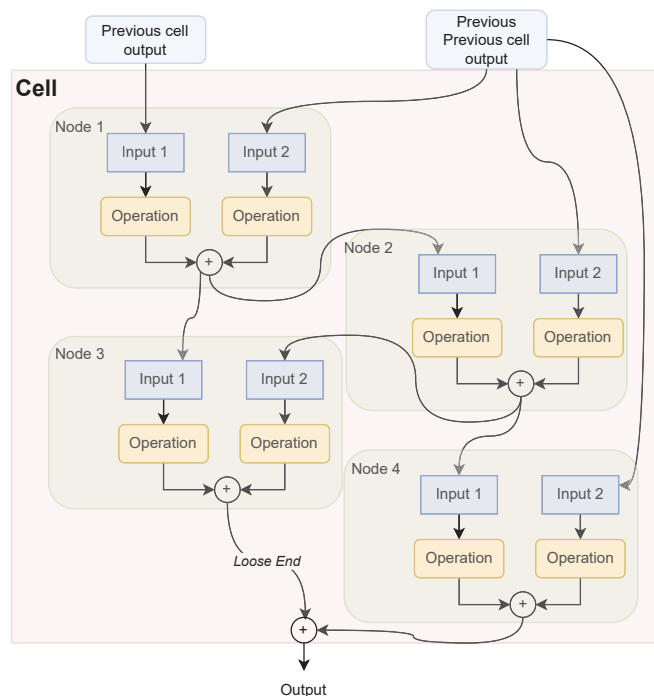 Previous cell
output
Previous
Previous cell
output
Cell
Node 1
Input 1
Input 2
Operation
Operation
+
Node 2
Input 1
Input 2
Operation
Operation
+
Node 3
Input 1
Input 2
Operation
Operation
+
Node 4
Input 1
Input 2
Operation
Operation
+
Loose End
+
Output